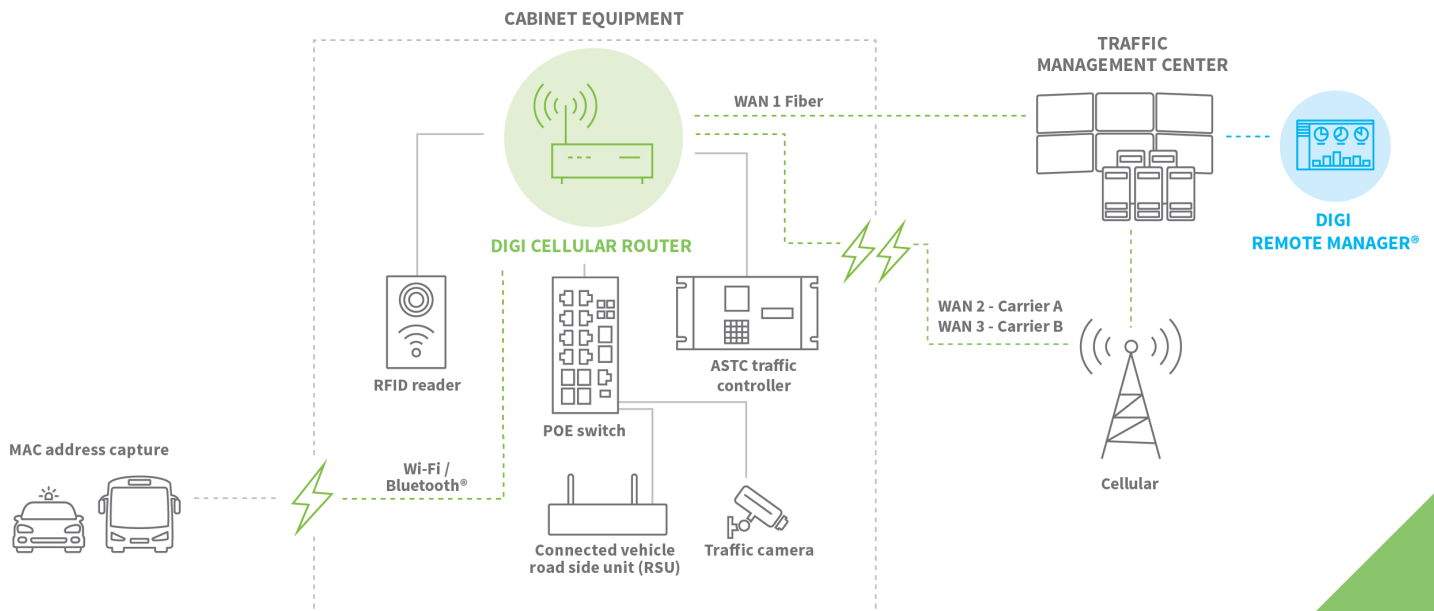 CABINET EQUIPMENT
TRAFFIC
MANAGEMENT CENTER
WAN 1 Fiber
DIGI
REMOTE MANAGER®
DIGI CELLULAR ROUTER
WAN 2 - Carrier A
WAN 3 - Carrier B
RFID reader
ASTC traffic
controller
POE switch
MAC address capture
Wi-Fi /
Bluetooth®
Cellular
Connected vehicle
road side unit (RSU)
Traffic camera